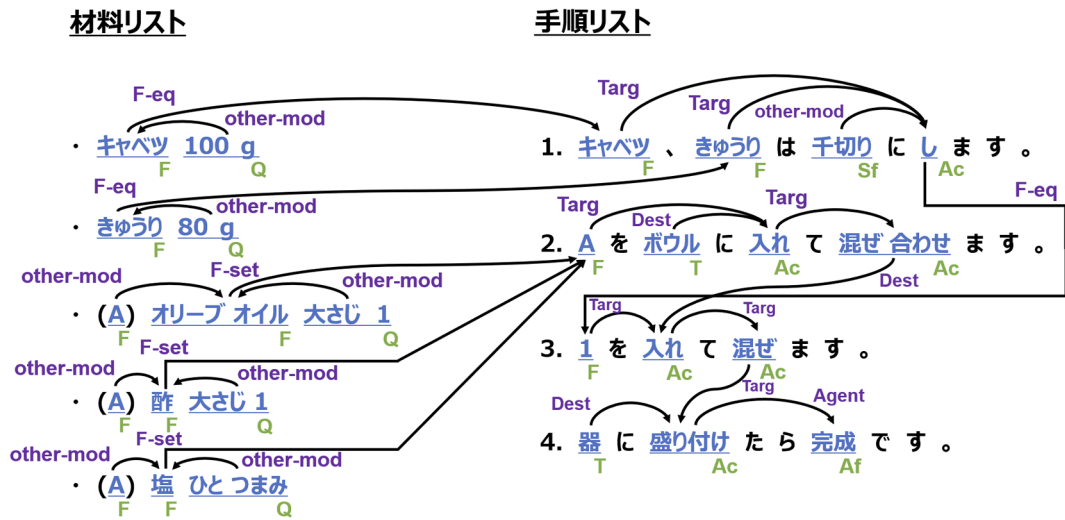 材料リスト
手順リスト
F-eq
other-mod
・ キャベツ 100 g
F Q
F-eq
other-mod
・ きゅうり 80 g
F Q
other-mod F-set other-mod
・ (A) オリーブ オイル 大さじ 1
F F Q
F-set
other-mod other-mod
・ (A) 酢 大さじ 1
F F Q
F-set
other-mod other-mod
・ (A) 塩 ひと つまみ
F F Q
Targ Targ other-mod
1. キャベツ 、 きゅうり は 千切り に し ま す 。
F F Sf Ac
F-eq
Targ Dest Targ
2. A を ボウル に 入れ て 混ぜ 合わせ ま す 。
F T Ac Ac
Dest
Targ Targ
3. 1 を 入れ て 混ぜ ま す 。
F Ac Ac
Dest Targ Agent
4. 器 に 盛り付け た ら 完成 で す 。
T Ac Af